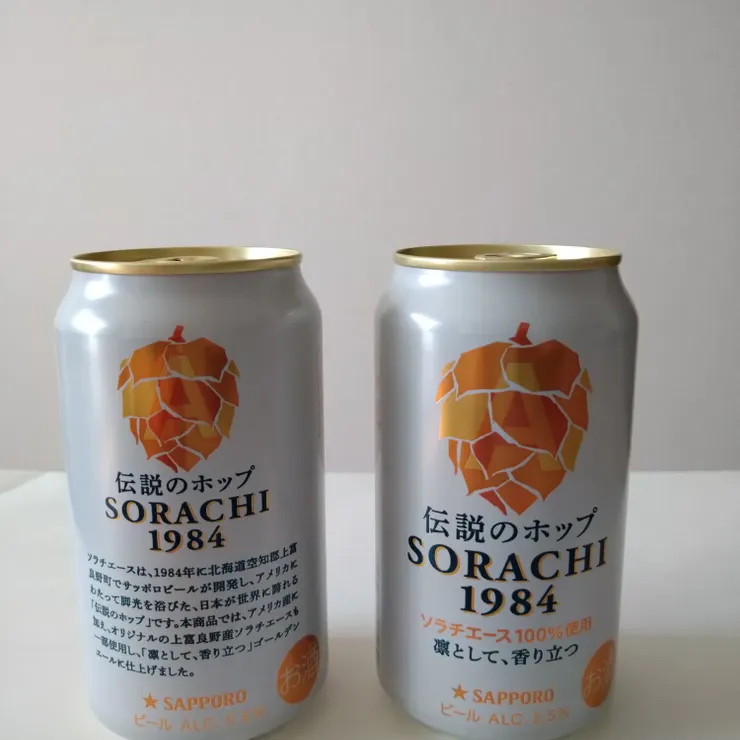 伝説のホップ
SORACHI
1984
ソラチエースは、1984年に北海道空知郡上富
良野町でサッポロビールが開発し、アメリカに
わたって脚光を浴びた、日本が世界に誇れる
「伝説のホップ」です。本商品では、アメリカ産に
加え、オリジナルの上富良野産ソラチエースも
一部使用し、「凛として、香り立つ」ゴールデン
エールに仕上げました。
お酒
★ SAPPORO
ビール ALC. 5.5%
伝説のホップ
SORACHI
1984
ソラチエース100%使用
凛として、香り立つ
お酒
★ SAPPORO
ビール ALC. 5.5%